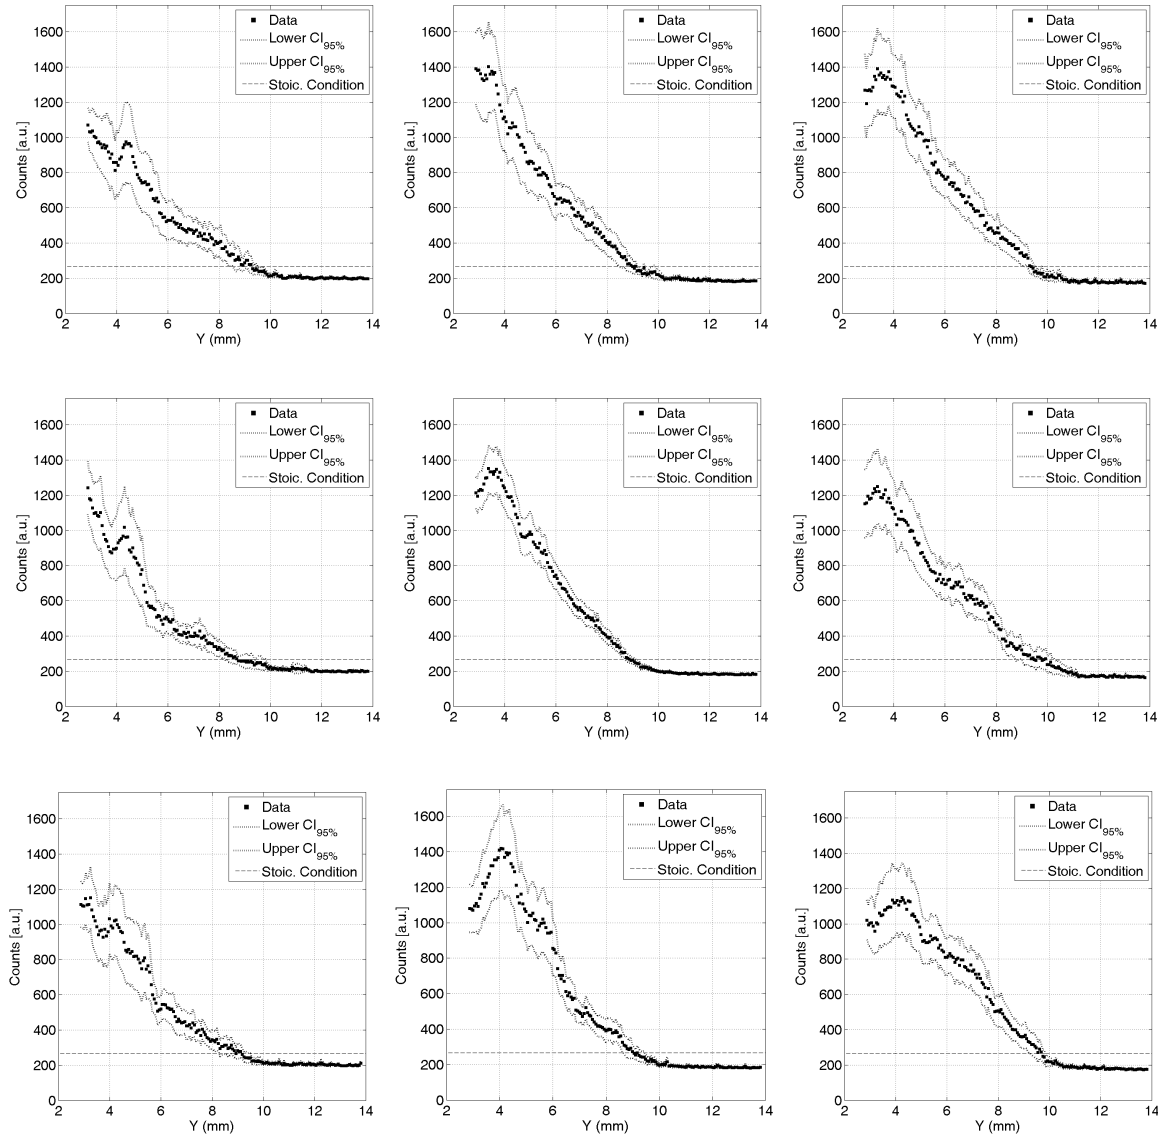 1600
1400
1200
1000
800
600
400
200
0
Counts [a.u.]
2 4 6 8 10 12 14
Y (mm)
Data
Lower CI95%
Upper CI95%
Stoic. Condition
1600
1400
1200
1000
800
600
400
200
0
Counts [a.u.]
2 4 6 8 10 12 14
Y (mm)
Data
Lower CI95%
Upper CI95%
Stoic. Condition
1600
1400
1200
1000
800
600
400
200
0
Counts [a.u.]
2 4 6 8 10 12 14
Y (mm)
Data
Lower CI95%
Upper CI95%
Stoic. Condition
1600
1400
1200
1000
800
600
400
200
0
Counts [a.u.]
2 4 6 8 10 12 14
Y (mm)
Data
Lower CI95%
Upper CI95%
Stoic. Condition
1600
1400
1200
1000
800
600
400
200
0
Counts [a.u.]
2 4 6 8 10 12 14
Y (mm)
Data
Lower CI95%
Upper CI95%
Stoic. Condition
1600
1400
1200
1000
800
600
400
200
0
Counts [a.u.]
2 4 6 8 10 12 14
Y (mm)
Data
Lower CI95%
Upper CI95%
Stoic. Condition
1600
1400
1200
1000
800
600
400
200
0
Counts [a.u.]
2 4 6 8 10 12 14
Y (mm)
Data
Lower CI95%
Upper CI95%
Stoic. Condition
1600
1400
1200
1000
800
600
400
200
0
Counts [a.u.]
2 4 6 8 10 12 14
Y (mm)
Data
Lower CI95%
Upper CI95%
Stoic. Condition
1600
1400
1200
1000
800
600
400
200
0
Counts [a.u.]
2 4 6 8 10 12 14
Y (mm)
Data
Lower CI95%
Upper CI95%
Stoic. Condition